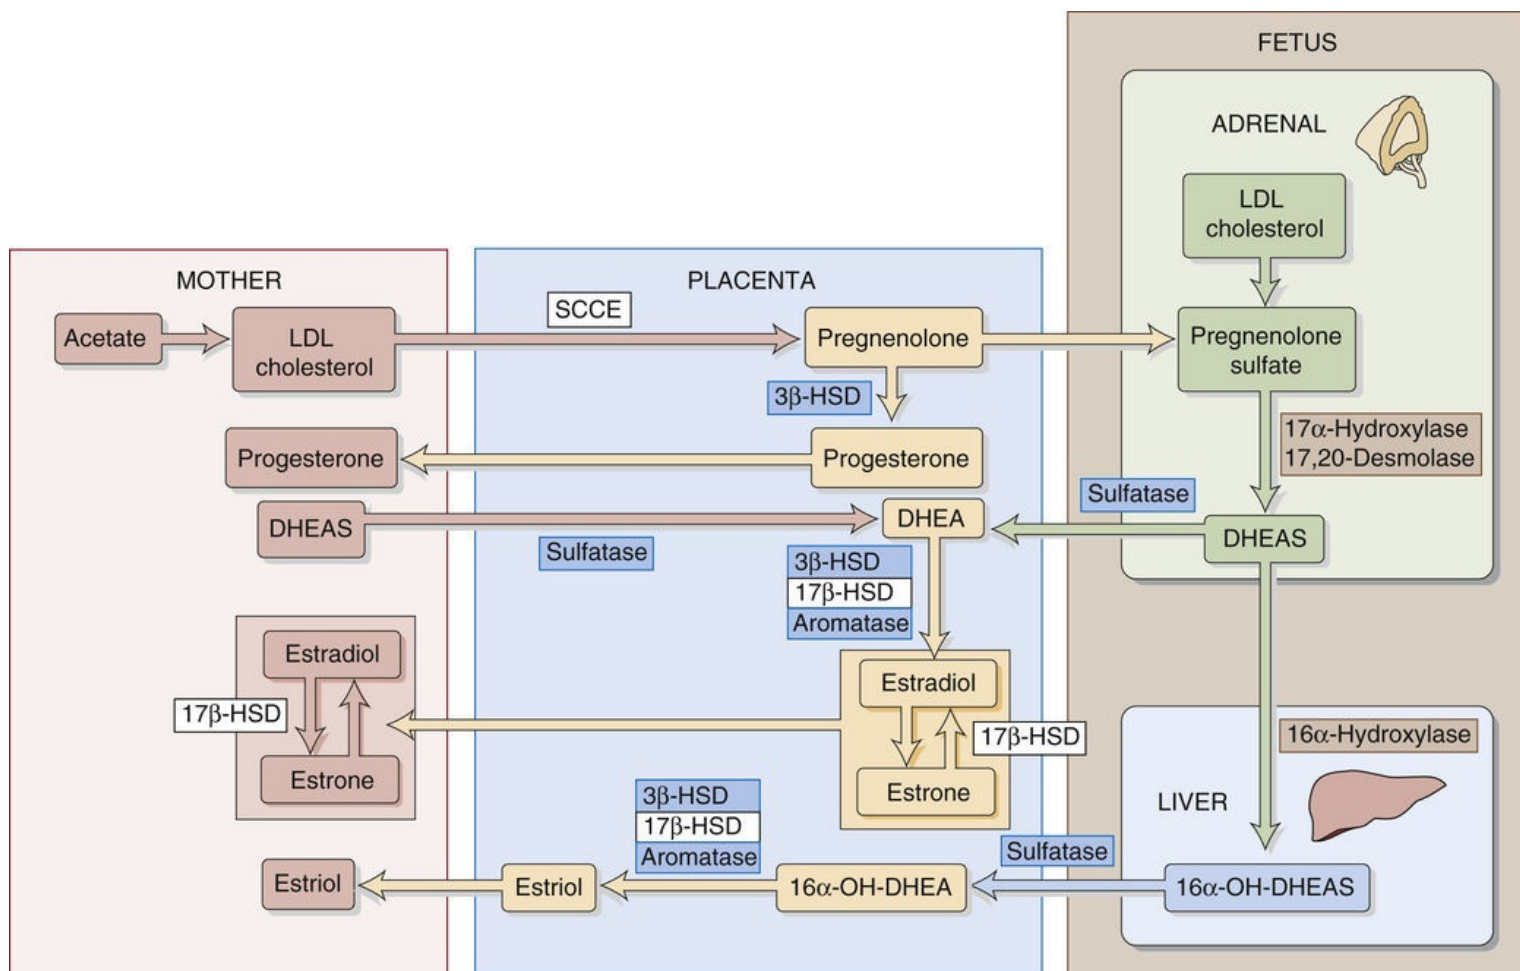 FETUS
ADRENAL
LDL
cholesterol
MOTHER
PLACENTA
SCCE
Acetate
LDL
cholesterol
Pregnenolone
Pregnenolone
sulfate
3β-HSD
17α-Hydroxylase
17,20-Desmolase
Progesterone
Progesterone
Sulfatase
DHEAS
DHEA
DHEAS
Sulfatase
3β-HSD
17β-HSD
Aromatase
Estradiol
Estradiol
17β-HSD
17β-HSD
16α-Hydroxylase
Estrone
Estrone
LIVER
3β-HSD
17β-HSD
Aromatase
Sulfatase
Estriol
Estriol
16α-OH-DHEA
16α-OH-DHEAS